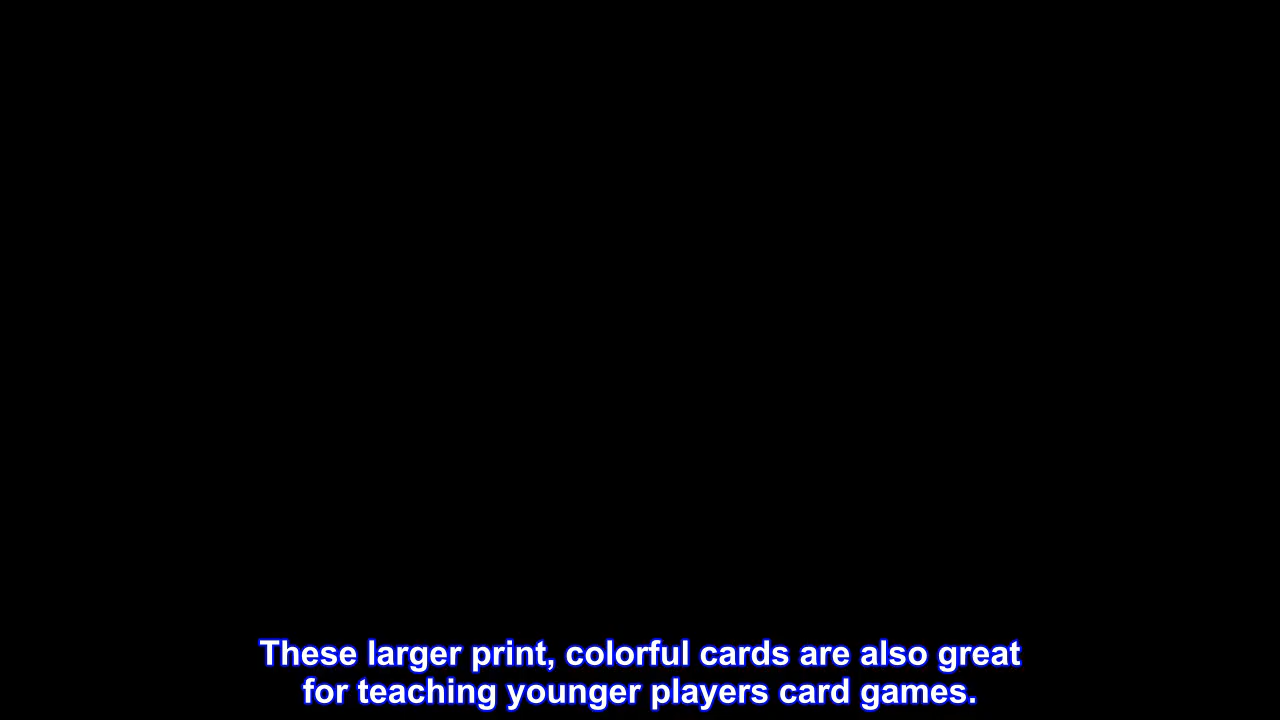 These larger print, colorful cards are also great
for teaching younger players card games.